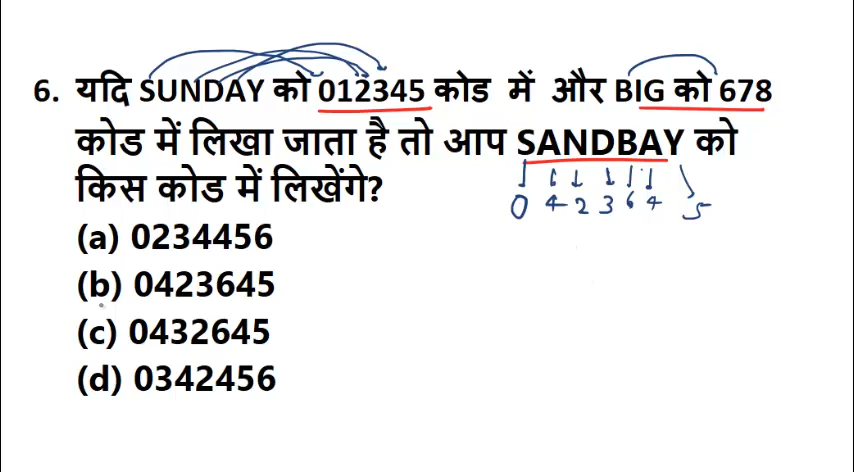 6. यदि SUNDAY को 012345 कोड में और BIG को 678
कोड में लिखा जाता है तो आप SANDBAY को
किस कोड में लिखेंगे?
0 4 2 3 6 4 5
(a) 0234456
(b) 0423645
(c) 0432645
(d) 0342456